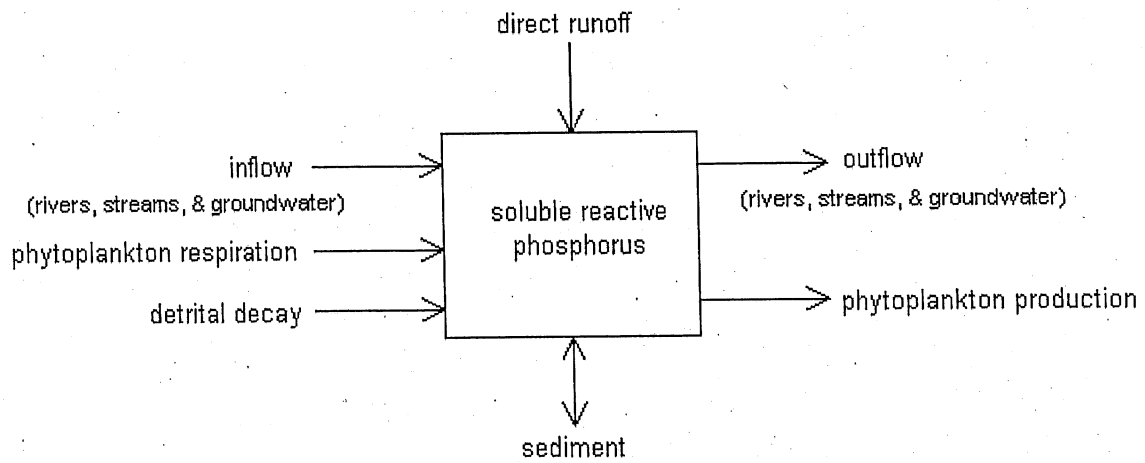 direct runoff
inflow
(rivers, streams, & groundwater)
phytoplankton respiration
detrital decay
soluble reactive
phosphorus
outflow
(rivers, streams, & groundwater)
phytoplankton production
sediment